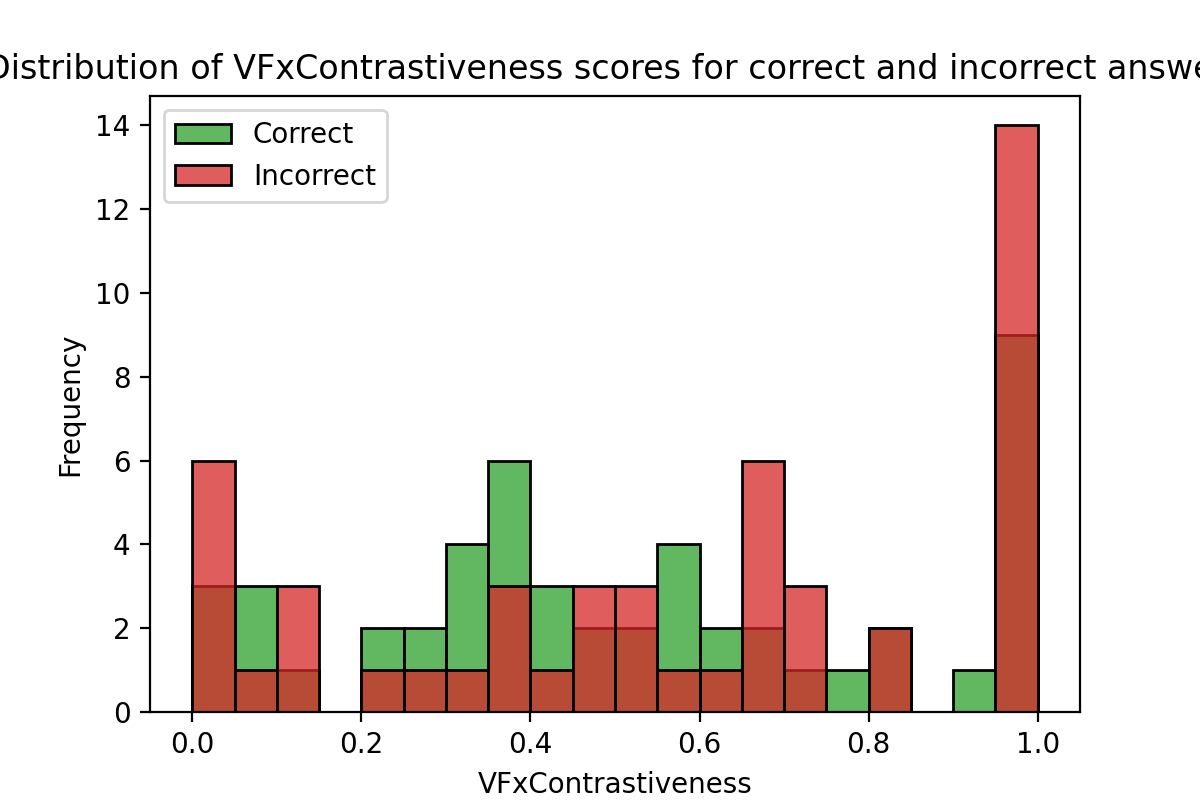 Distribution of VFxContrastiveness scores for correct and incorrect answe
Correct
Incorrect
14
12
10
8
6
4
2
0
Frequency
0.0 0.2 0.4 0.6 0.8 1.0
VFxContrastiveness